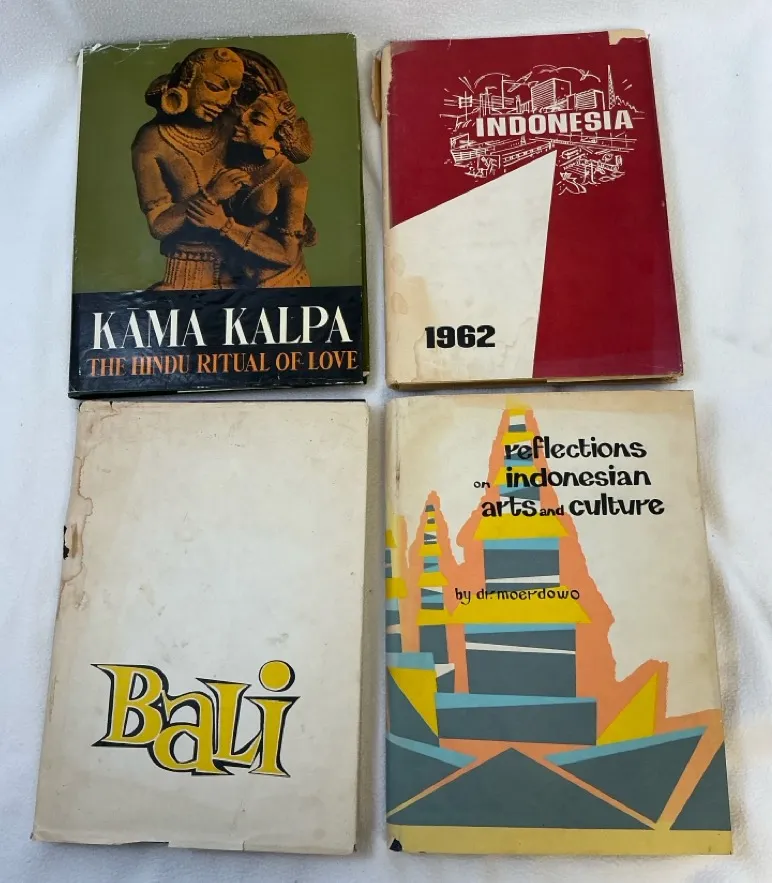 KAMA KALPA
THE HINDU RITUAL OF LOVE
INDONESIA
1962
Bali
reflections
on indonesian
arts and culture
by dr. moerdowo